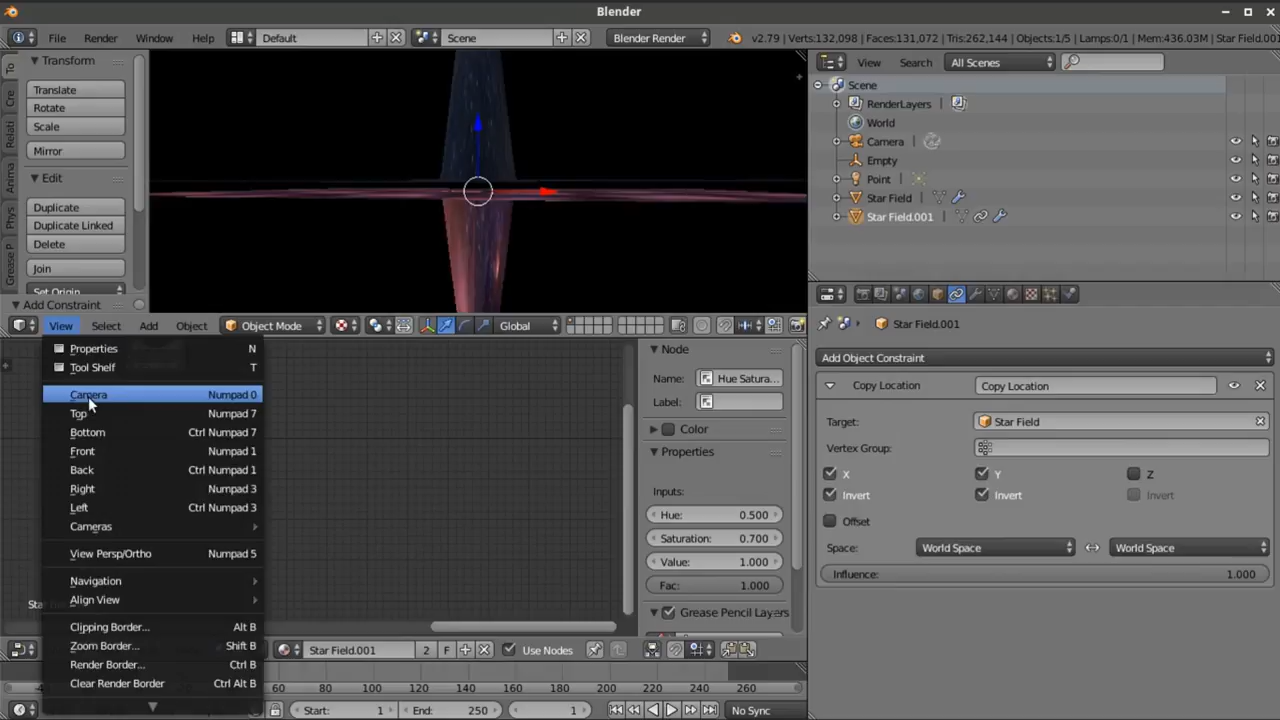 Blender
File Render Window Help Default Scene Blender Render v2.79 | Verts:132,098 | Faces:131,072 | Tris:262,144 | Objects:1/5 | Lamps:0/1 | Mem:436.03M | Star Field.001
Transform
Translate
Rotate
Scale
Mirror
Edit
Duplicate
Duplicate Linked
Delete
Join
Set Origin
Add Constraint
To
Cre
Relati
Anima
Phys
Grease P
View Search All Scenes
Scene
RenderLayers
World
Camera
Empty
Point
Star Field
Star Field.001
View Select Add Object Object Mode Global
Properties N
Tool Shelf T
Camera Numpad 0
Top Numpad 7
Bottom Ctrl Numpad 7
Front Numpad 1
Back Ctrl Numpad 1
Right Numpad 3
Left Ctrl Numpad 3
Cameras
View Persp/Ortho Numpad 5
Navigation
Align View
Clipping Border... Alt B
Zoom Border... Shift B
Render Border... Ctrl B
Clear Render Border Ctrl Alt B
Node
Name: Hue Satura...
Label:
Color
Properties
Inputs:
Hue: 0.500
Saturation: 0.700
Value: 1.000
Fac: 1.000
Grease Pencil Layers
Star Field.001
Add Object Constraint
Copy Location Copy Location
Target: Star Field
Vertex Group:
X Y Z
Invert Invert Invert
Offset
Space: World Space World Space
Influence: 1.000
Star Field.001 2 F Use Nodes
60 80 100 120 140 160 180 200 220 240 260
Start: 1 End: 250 1 No Sync